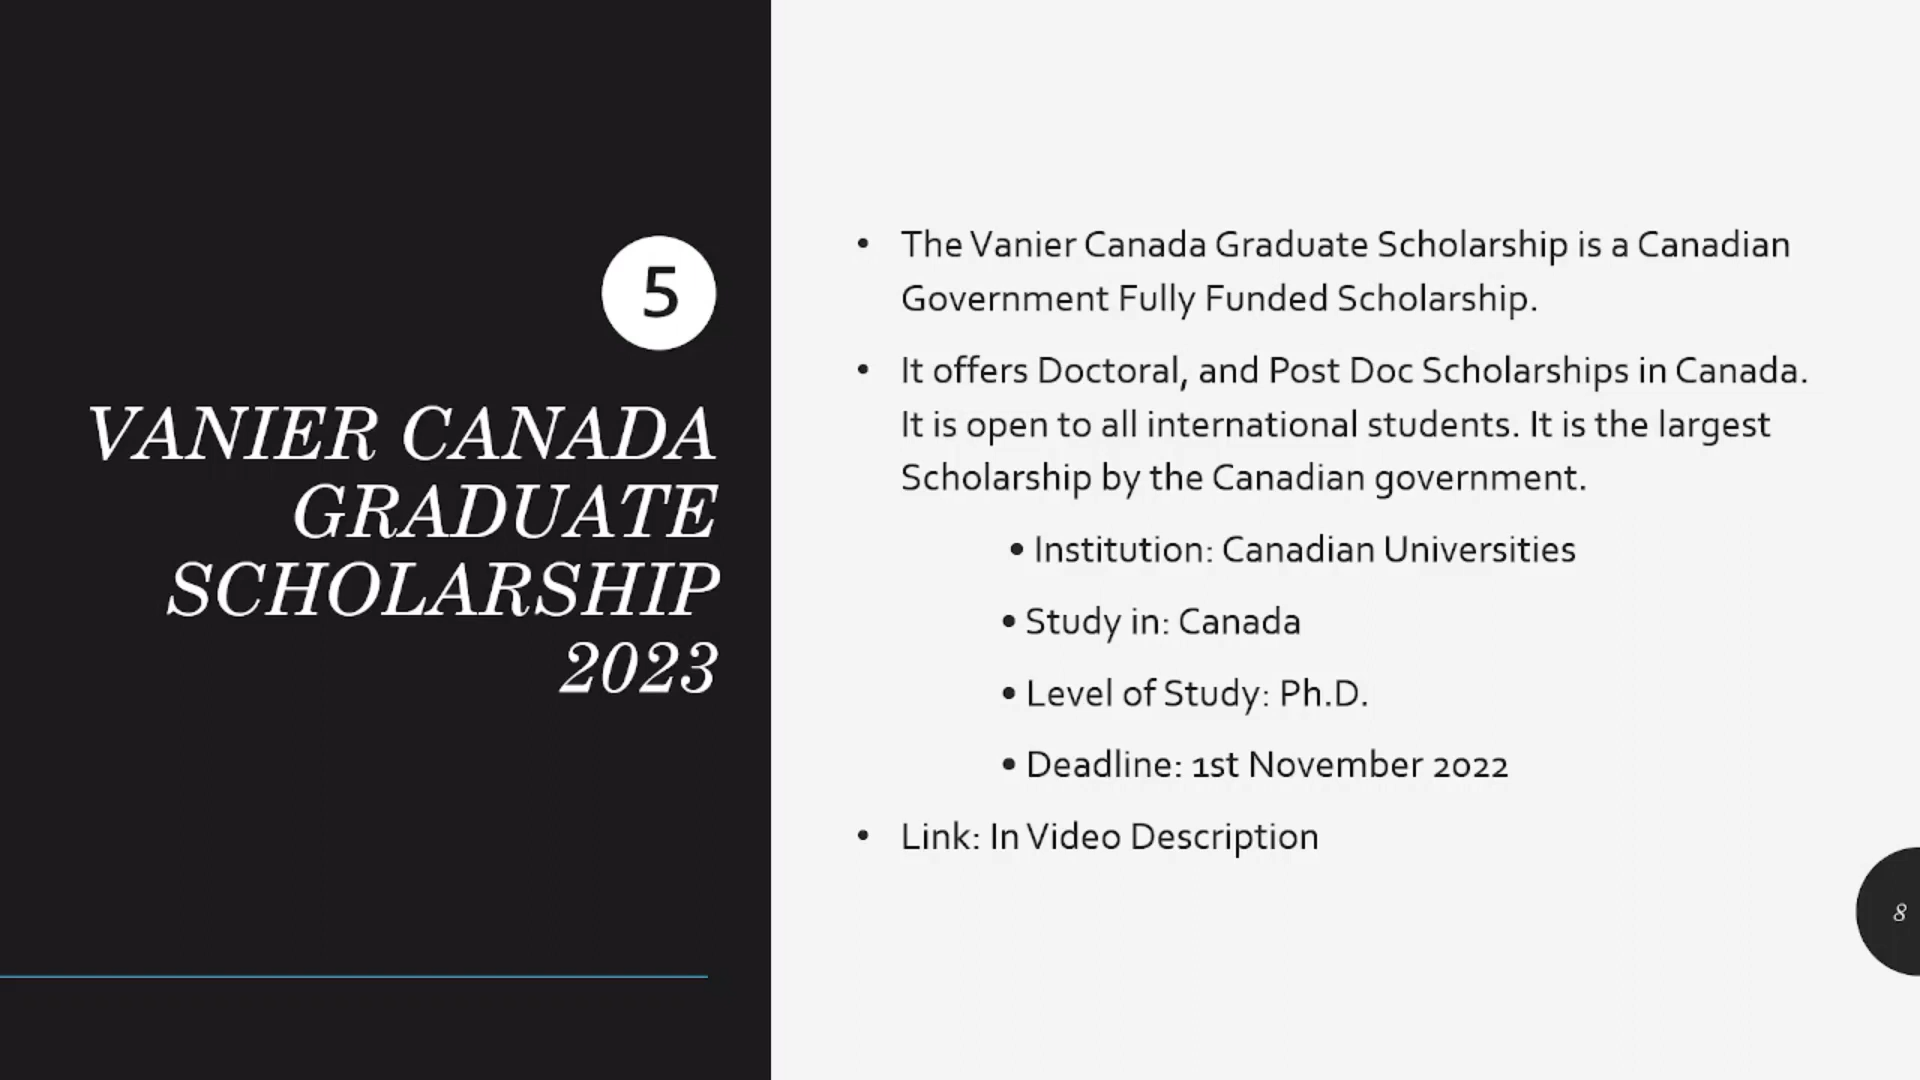 5
VANIER CANADA
GRADUATE
SCHOLARSHIP
2023
• The Vanier Canada Graduate Scholarship is a Canadian
Government Fully Funded Scholarship.
• It offers Doctoral, and Post Doc Scholarships in Canada.
It is open to all international students. It is the largest
Scholarship by the Canadian government.
• Institution: Canadian Universities
• Study in: Canada
• Level of Study: Ph.D.
• Deadline: 1st November 2022
• Link: In Video Description
8